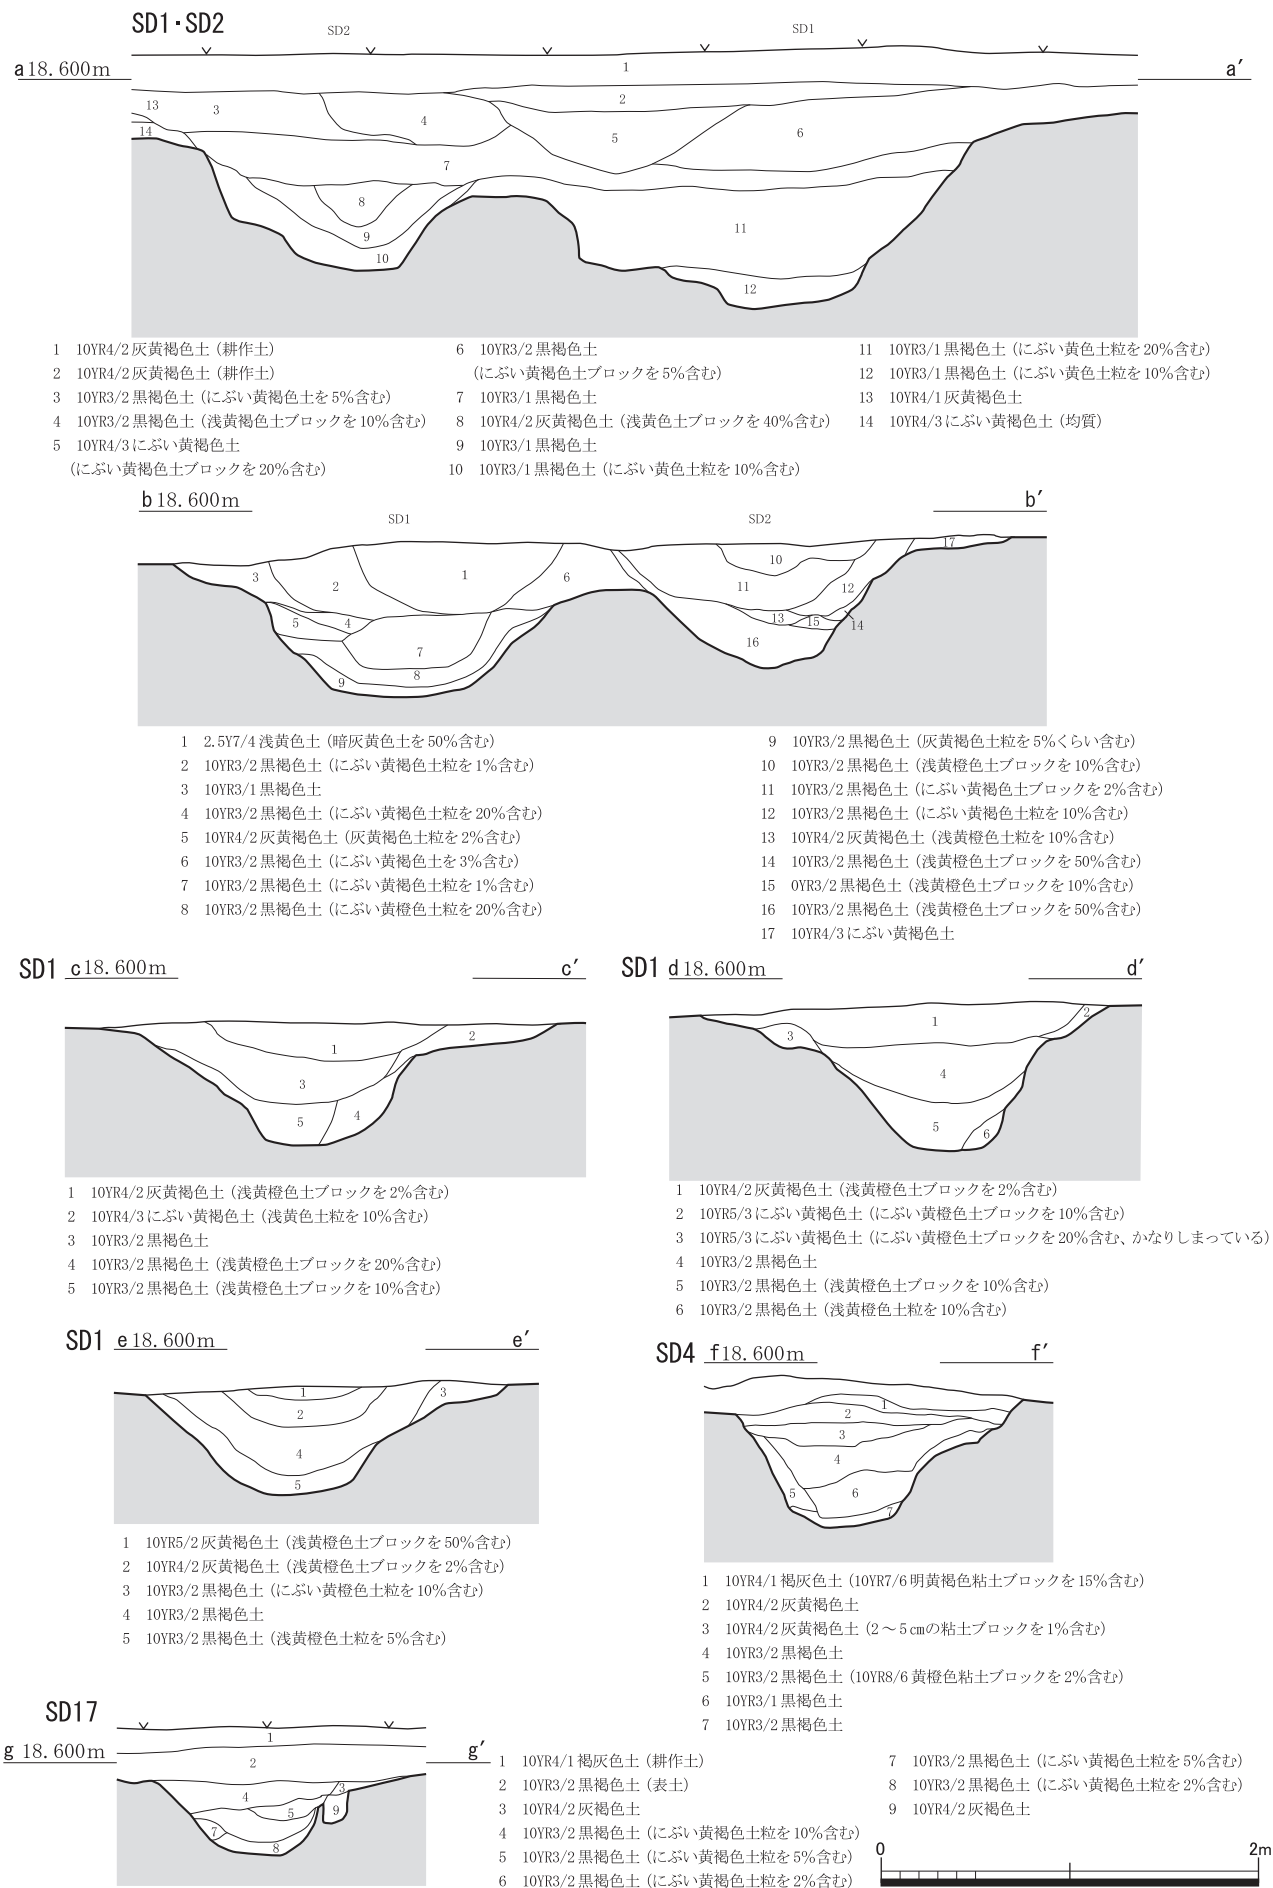 SD1・SD2
SD2
SD1
a 18.600m
a′
1
2
3
4
5
6
7
8
9
10
11
12
13
14
1 10YR4/2 灰黄褐色土（耕作土）
2 10YR4/2 灰黄褐色土（耕作土）
3 10YR3/2 黒褐色土（にぶい黄褐色土を5%含む）
4 10YR3/2 黒褐色土（浅黄褐色土ブロックを10%含む）
5 10YR4/3 にぶい黄褐色土
（にぶい黄褐色土ブロックを20%含む）
6 10YR3/2 黒褐色土
（にぶい黄褐色土ブロックを5%含む）
7 10YR3/1 黒褐色土
8 10YR4/2 灰黄褐色土（浅黄色土ブロックを40%含む）
9 10YR3/1 黒褐色土
10 10YR3/1 黒褐色土（にぶい黄色土粒を10%含む）
11 10YR3/1 黒褐色土（にぶい黄色土粒を20%含む）
12 10YR3/1 黒褐色土（にぶい黄色土粒を10%含む）
13 10YR4/1 灰黄褐色土
14 10YR4/3 にぶい黄褐色土（均質）
b 18.600m
b′
SD1
SD2
1
2
3
4
5
6
7
8
9
10
11
12
13
14
15
16
17
1 2.5Y7/4 浅黄色土（暗灰黄色土を50%含む）
2 10YR3/2 黒褐色土（にぶい黄褐色土粒を1%含む）
3 10YR3/1 黒褐色土
4 10YR3/2 黒褐色土（にぶい黄褐色土粒を20%含む）
5 10YR4/2 灰黄褐色土（灰黄褐色土粒を2%含む）
6 10YR3/2 黒褐色土（にぶい黄褐色土を3%含む）
7 10YR3/2 黒褐色土（にぶい黄褐色土粒を1%含む）
8 10YR3/2 黒褐色土（にぶい黄橙色土粒を20%含む）
9 10YR3/2 黒褐色土（灰黄褐色土粒を5%くらい含む）
10 10YR3/2 黒褐色土（浅黄橙色土ブロックを10%含む）
11 10YR3/2 黒褐色土（にぶい黄褐色土ブロックを2%含む）
12 10YR3/2 黒褐色土（にぶい黄褐色土粒を10%含む）
13 10YR4/2 灰黄褐色土（浅黄橙色土粒を10%含む）
14 10YR3/2 黒褐色土（浅黄橙色土ブロックを50%含む）
15 0YR3/2 黒褐色土（浅黄橙色土ブロックを10%含む）
16 10YR3/2 黒褐色土（浅黄橙色土ブロックを50%含む）
17 10YR4/3 にぶい黄褐色土
SD1 c 18.600m
c′
1
2
3
4
5
1 10YR4/2 灰黄褐色土（浅黄橙色土ブロックを2%含む）
2 10YR4/3 にぶい黄褐色土（浅黄色土粒を10%含む）
3 10YR3/2 黒褐色土
4 10YR3/2 黒褐色土（浅黄橙色土ブロックを20%含む）
5 10YR3/2 黒褐色土（浅黄橙色土ブロックを10%含む）
SD1 d 18.600m
d′
1
2
3
4
5
6
1 10YR4/2 灰黄褐色土（浅黄橙色土ブロックを2%含む）
2 10YR5/3 にぶい黄褐色土（にぶい黄橙色土ブロックを10%含む）
3 10YR5/3 にぶい黄褐色土（にぶい黄橙色土ブロックを20%含む、かなりしまっている）
4 10YR3/2 黒褐色土
5 10YR3/2 黒褐色土（浅黄橙色土ブロックを10%含む）
6 10YR3/2 黒褐色土（浅黄橙色土粒を10%含む）
SD1 e 18.600m
e′
1
2
3
4
5
1 10YR5/2 灰黄褐色土（浅黄橙色土ブロックを50%含む）
2 10YR4/2 灰黄褐色土（浅黄橙色土ブロックを2%含む）
3 10YR3/2 黒褐色土（にぶい黄橙色土粒を10%含む）
4 10YR3/2 黒褐色土
5 10YR3/2 黒褐色土（浅黄橙色土粒を5%含む）
SD4 f 18.600m
f′
1
2
3
4
5
6
7
1 10YR4/1 褐灰色土（10YR7/6 明黄褐色粘土ブロックを15%含む）
2 10YR4/2 灰黄褐色土
3 10YR4/2 灰黄褐色土（2～5㎝の粘土ブロックを1%含む）
4 10YR3/2 黒褐色土
5 10YR3/2 黒褐色土（10YR8/6 黄橙色粘土ブロックを2%含む）
6 10YR3/1 黒褐色土
7 10YR3/2 黒褐色土
SD17
g 18.600m
g′
1
2
3
4
5
7
8
9
1 10YR4/1 褐灰色土（耕作土）
2 10YR3/2 黒褐色土（表土）
3 10YR4/2 灰褐色土
4 10YR3/2 黒褐色土（にぶい黄褐色土粒を10%含む）
5 10YR3/2 黒褐色土（にぶい黄褐色土粒を5%含む）
6 10YR3/2 黒褐色土（にぶい黄褐色土粒を2%含む）
7 10YR3/2 黒褐色土（にぶい黄褐色土粒を5%含む）
8 10YR3/2 黒褐色土（にぶい黄褐色土粒を2%含む）
9 10YR4/2 灰褐色土
0
2m